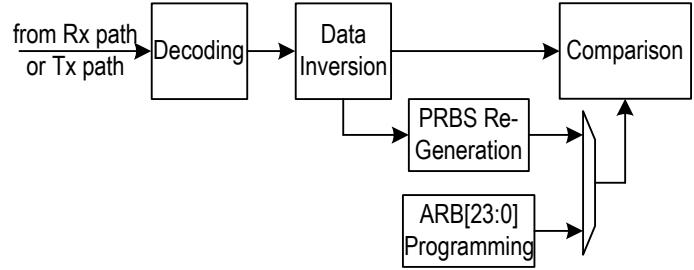 from Rx path
or Tx path
Decoding
Data
Inversion
Comparison
PRBS Re-
Generation
ARB[23:0]
Programming